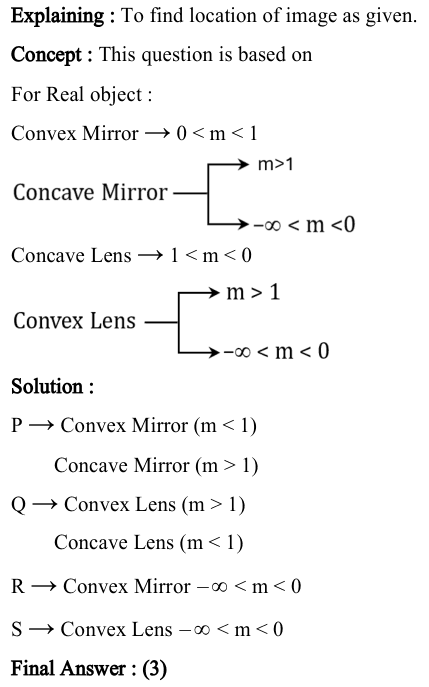 Explaining : To find location of image as given.
Concept : This question is based on
For Real object :
Convex Mirror → 0 < m < 1
m>1
Concave Mirror
−∞ < m <0
Concave Lens → 1 < m < 0
m > 1
Convex Lens
−∞ < m < 0
Solution :
P → Convex Mirror (m < 1)
Concave Mirror (m > 1)
Q → Convex Lens (m > 1)
Concave Lens (m < 1)
R → Convex Mirror −∞ < m < 0
S → Convex Lens −∞ < m < 0
Final Answer : (3)